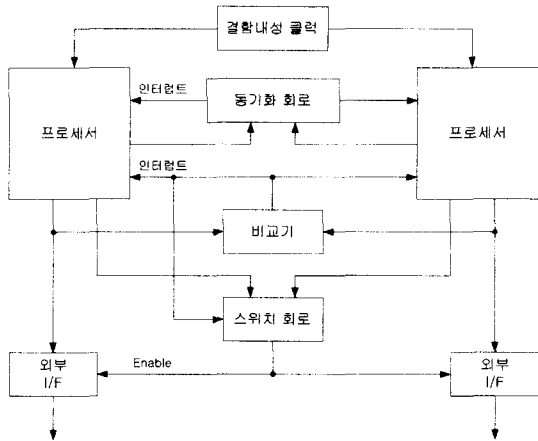 결함내성 클럭
인터럽트
동기화 회로
프로세서
프로세서
인터럽트
비교기
스위치 회로
외부
I/F
Enable
외부
I/F